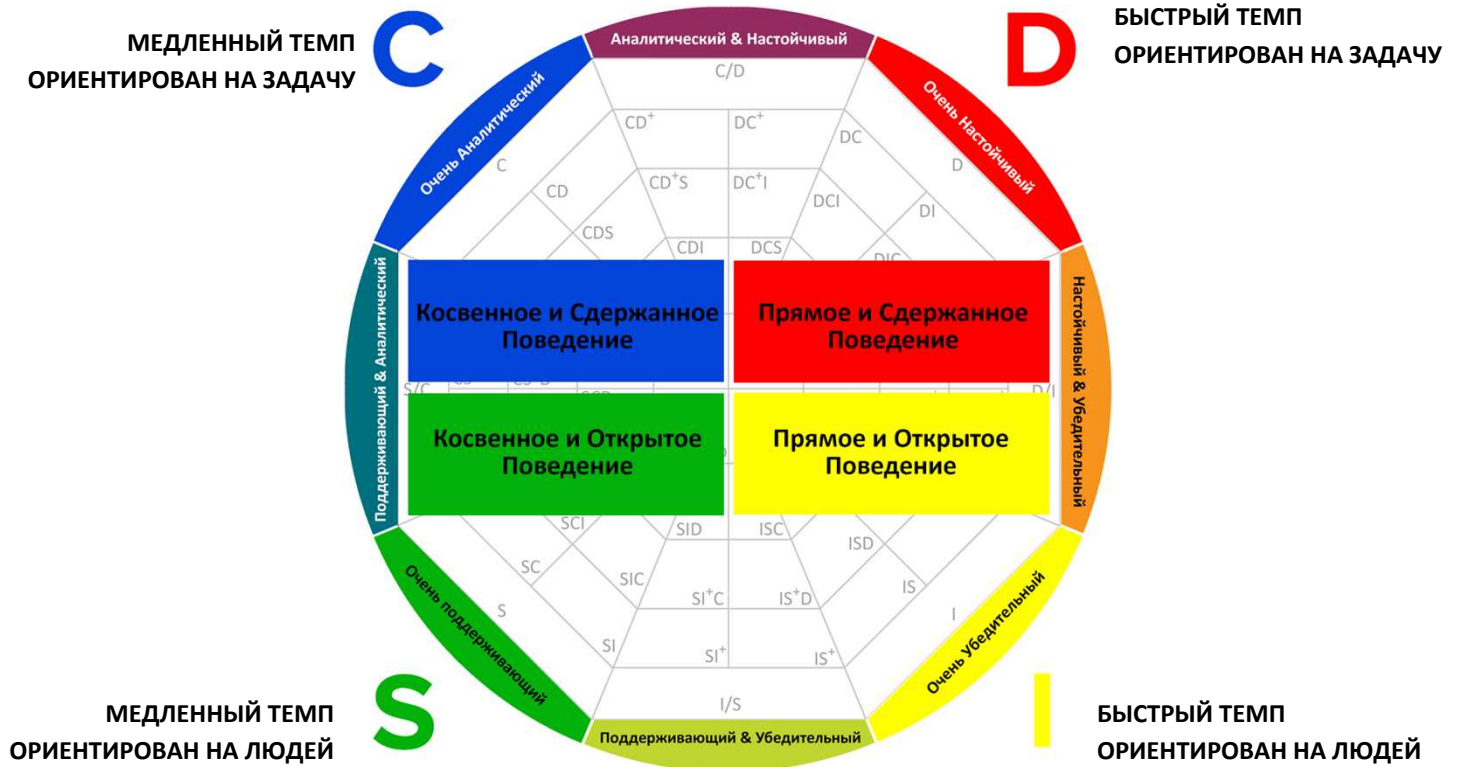 МЕДЛЕННЫЙ ТЕМП
ОРИЕНТИРОВАН НА ЗАДАЧУ
C
Аналитический & Настойчивый
D
БЫСТРЫЙ ТЕМП
ОРИЕНТИРОВАН НА ЗАДАЧУ
Очень Аналитический
Очень Настойчивый
C/D
CD+
DC+
DC
C
D
CD
CD+S
DC+I
DCI
DI
CDS
CDI
DCS
DIC
Поддерживающий & Аналитический
Косвенное и Сдержанное
Поведение
Прямое и Сдержанное
Поведение
Настойчивый & Убедительный
S/C
D/I
Косвенное и Открытое
Поведение
Прямое и Открытое
Поведение
SCI
SID
ISC
ISD
SC
SIC
IS
S
SI+C
IS+D
I
SI
SI+
IS+
Очень поддерживающий
Очень Убедительный
I/S
Поддерживающий & Убедительный
S
I
МЕДЛЕННЫЙ ТЕМП
ОРИЕНТИРОВАН НА ЛЮДЕЙ
БЫСТРЫЙ ТЕМП
ОРИЕНТИРОВАН НА ЛЮДЕЙ